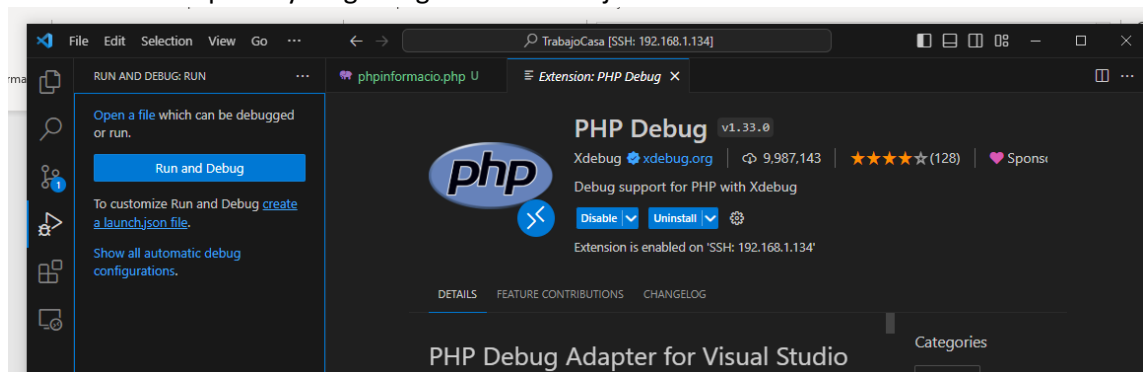 File Edit Selection View Go ··· ← → TrabajoCasa [SSH: 192.168.1.134]
RUN AND DEBUG: RUN ···
phpinformacio.php U
Extension: PHP Debug
Open a file which can be debugged
or run.
Run and Debug
To customize Run and Debug create
a launch.json file.
Show all automatic debug
configurations.
1
php
PHP Debug v1.33.0
Xdebug xdebug.org | 9,987,143 | ★★★★☆ (128) | Spons
Debug support for PHP with Xdebug
Disable Uninstall
Extension is enabled on 'SSH: 192.168.1.134'
DETAILS FEATURE CONTRIBUTIONS CHANGELOG
PHP Debug Adapter for Visual Studio
Categories